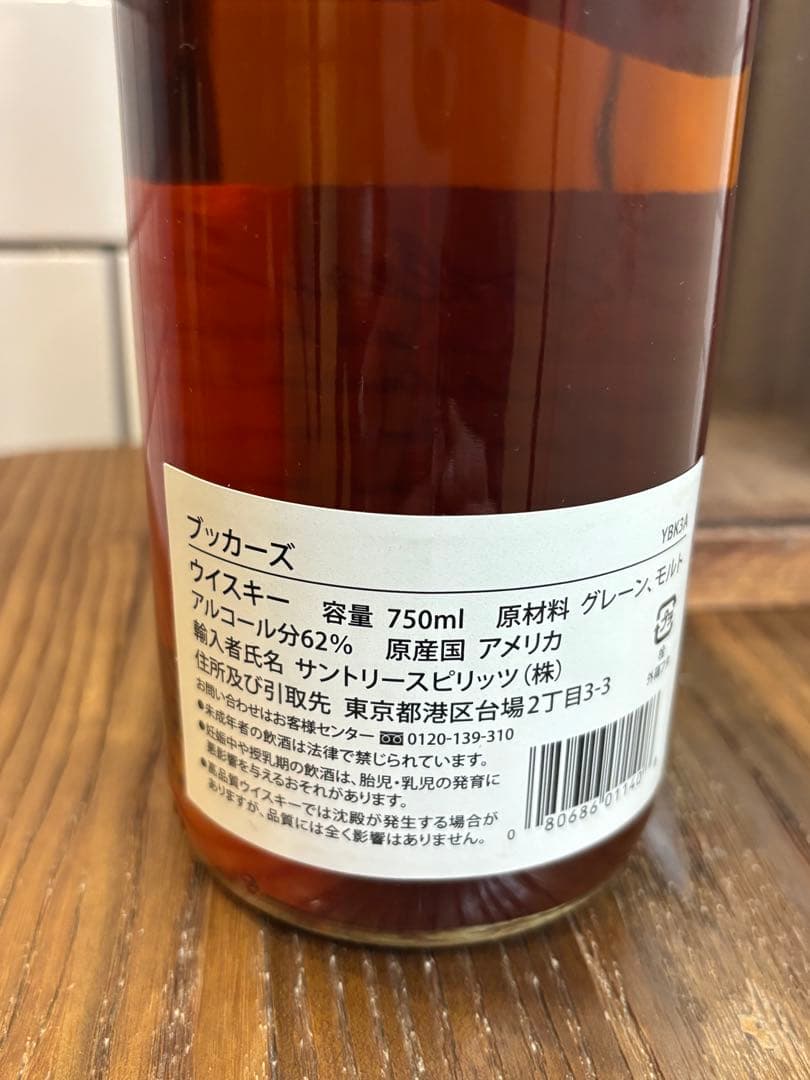 ブッカーズ
YBK3A
ウイスキー 容量 750ml 原材料 グレーン、モルト
アルコール分62% 原産国 アメリカ
輸入者氏名 サントリースピリッツ(株)
住所及び引取先 東京都港区台場2丁目3-3
お問い合わせはお客様センター 0120-139-310
●未成年者の飲酒は法律で禁じられています。
●妊娠中や授乳期の飲酒は、胎児・乳児の発育に
悪影響を与えるおそれがあります。
●高品質ウイスキーでは沈殿が発生する場合が
ありますが、品質には全く影響はありません。
0 80686 01140